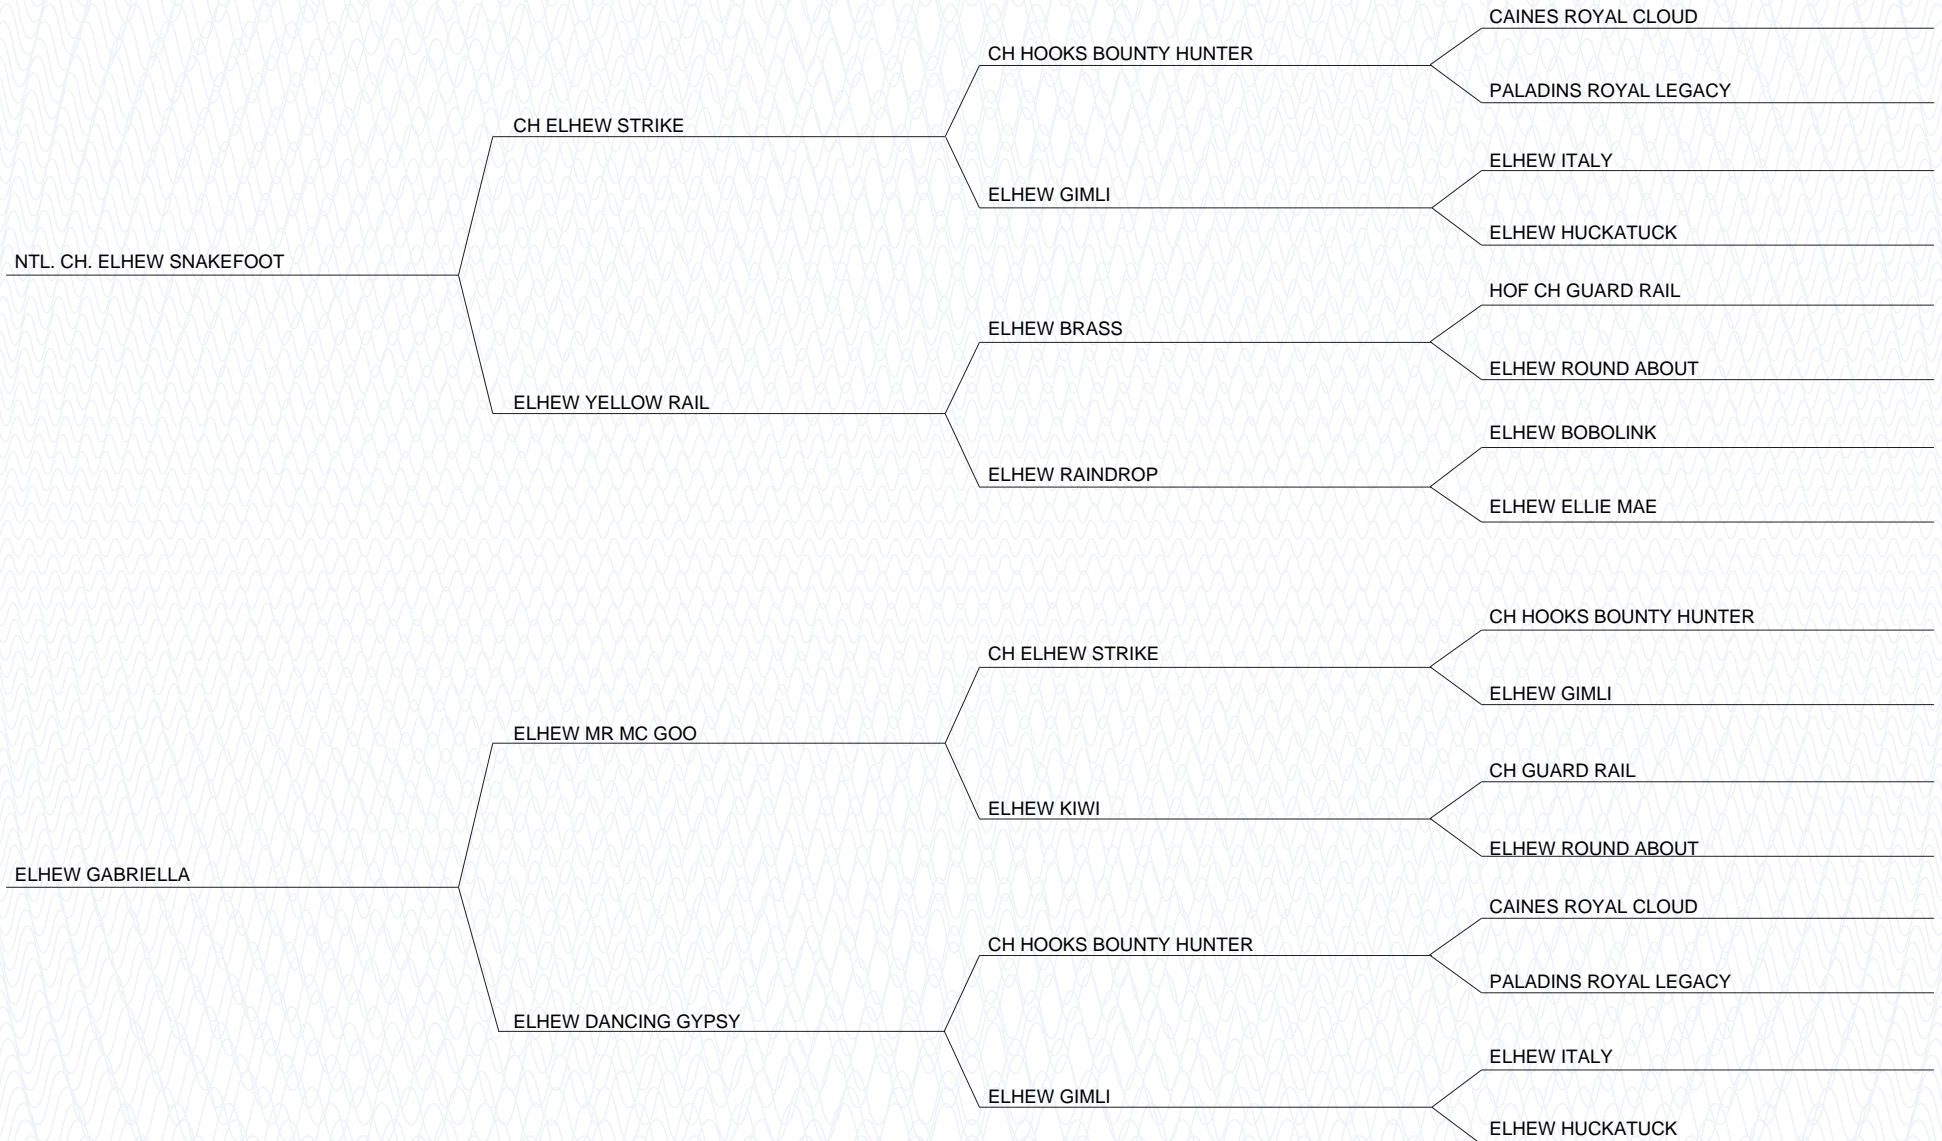 CAINES ROYAL CLOUD
CH HOOKS BOUNTY HUNTER
PALADINS ROYAL LEGACY
CH ELHEW STRIKE
ELHEW ITALY
ELHEW GIMLI
ELHEW HUCKATUCK
NTL. CH. ELHEW SNAKEFOOT
HOF CH GUARD RAIL
ELHEW BRASS
ELHEW ROUND ABOUT
ELHEW YELLOW RAIL
ELHEW BOBOLINK
ELHEW RAINDROP
ELHEW ELLIE MAE
CH HOOKS BOUNTY HUNTER
CH ELHEW STRIKE
ELHEW GIMLI
ELHEW MR MC GOO
CH GUARD RAIL
ELHEW KIWI
ELHEW ROUND ABOUT
ELHEW GABRIELLA
CAINES ROYAL CLOUD
CH HOOKS BOUNTY HUNTER
PALADINS ROYAL LEGACY
ELHEW DANCING GYPSY
ELHEW ITALY
ELHEW GIMLI
ELHEW HUCKATUCK